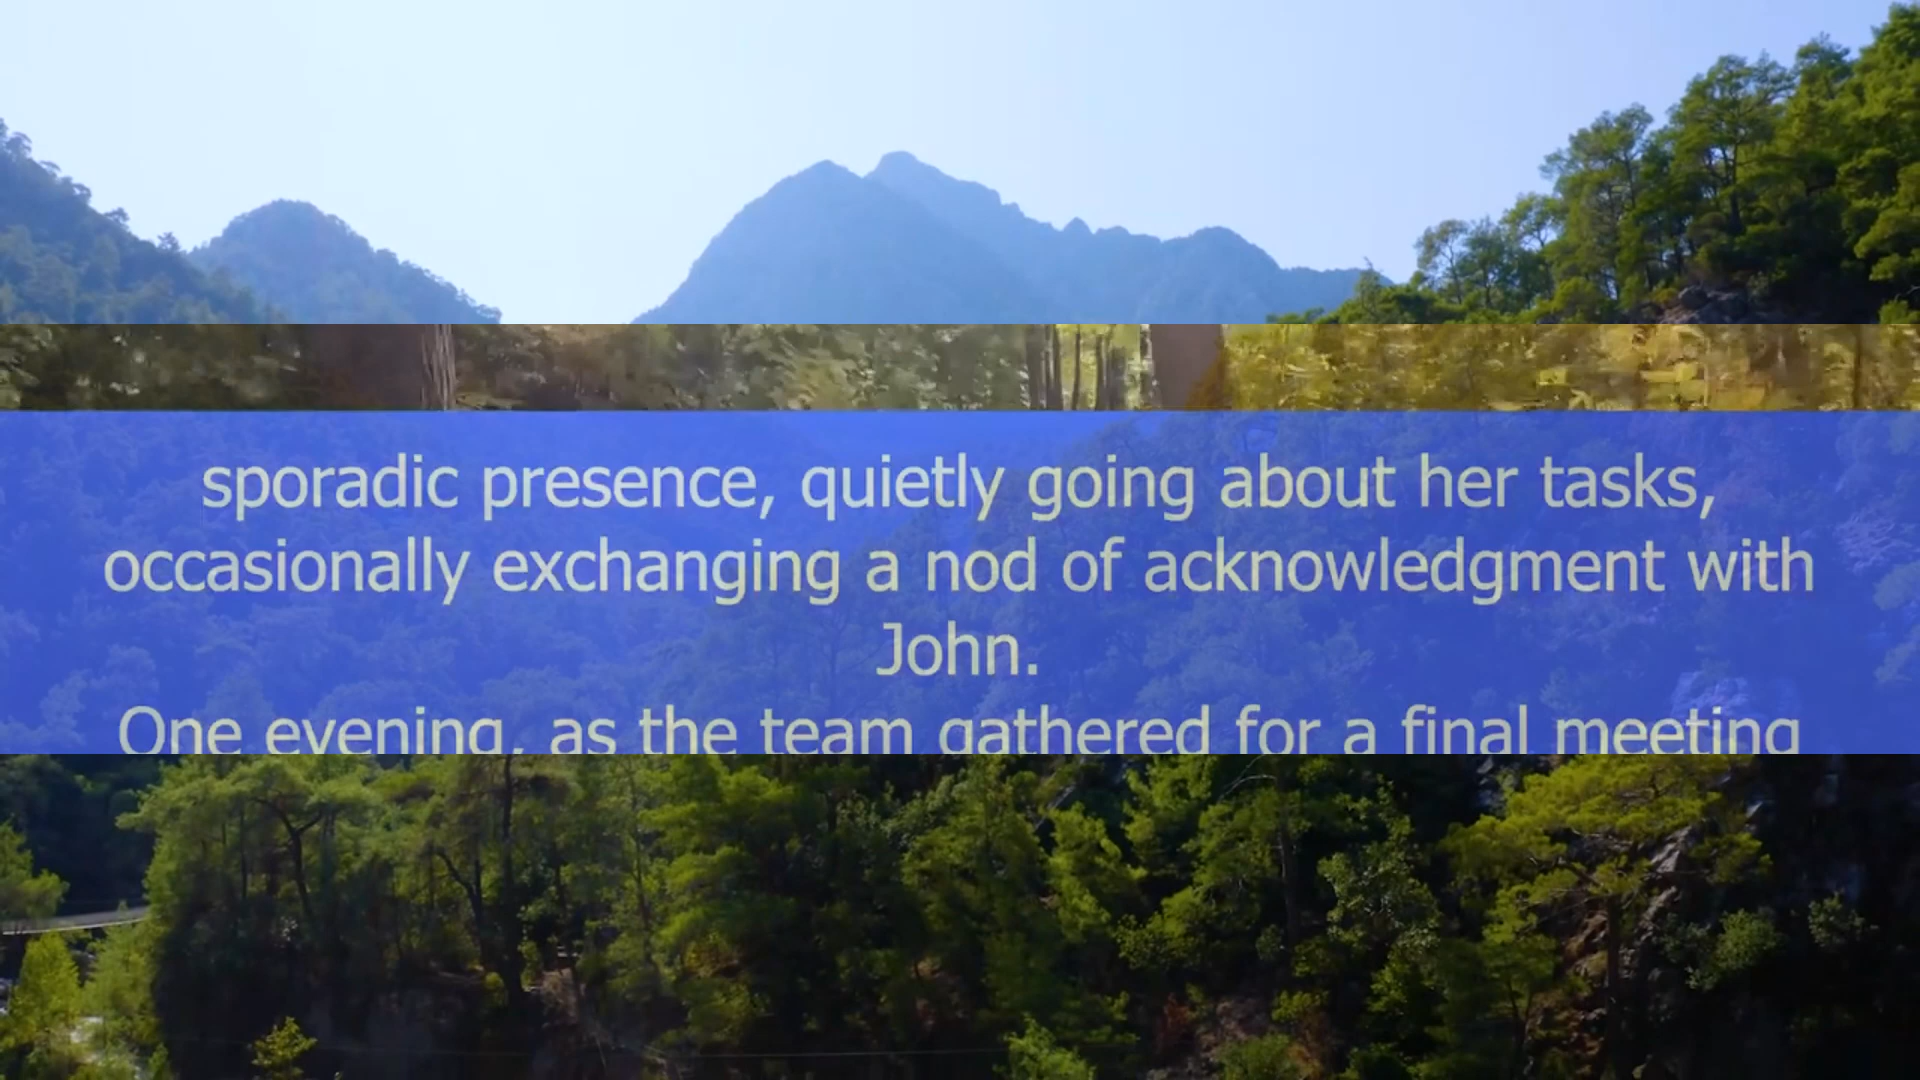 sporadic presence, quietly going about her tasks,
occasionally exchanging a nod of acknowledgment with
John.
One evening, as the team gathered for a final meeting